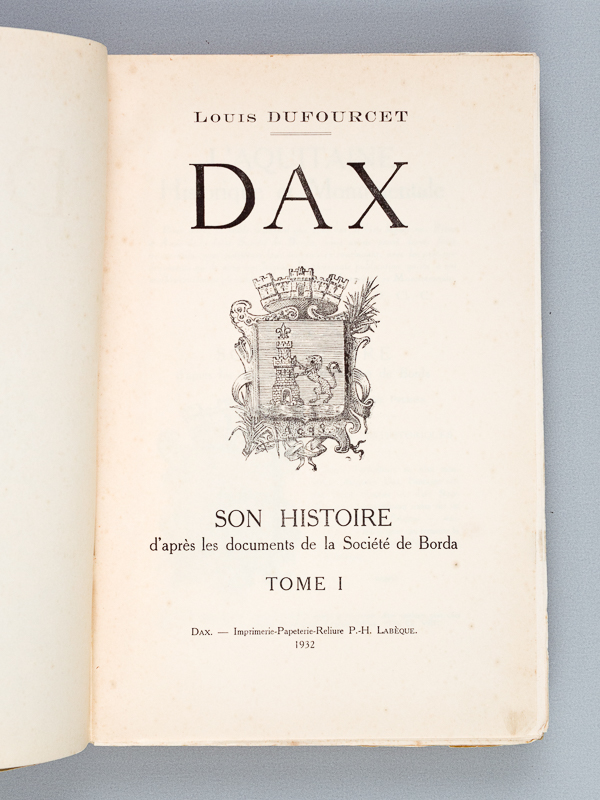 Louis DUFOURCET
DAX
SON HISTOIRE
d'après les documents de la Société de Borda
TOME I
Dax. — Imprimerie-Papeterie-Reliure P.-H. Labèque.
1932